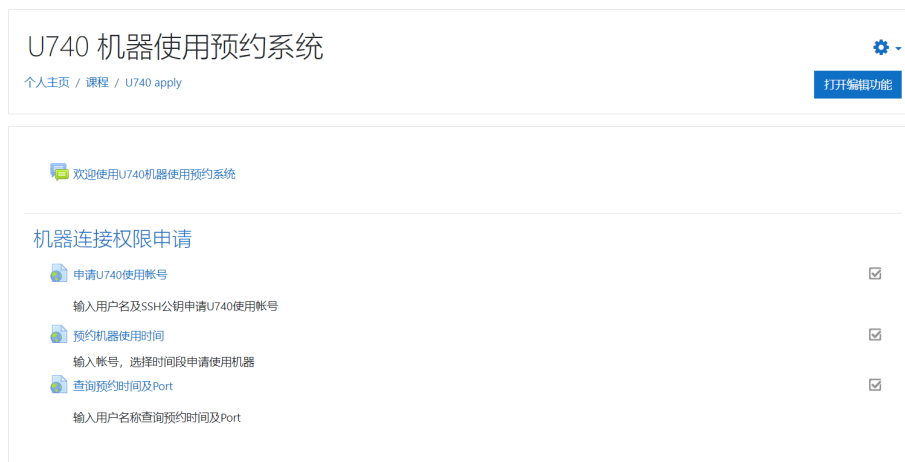 U740 机器使用预约系统
个人主页 / 课程 / U740 apply
打开编辑功能
欢迎使用U740机器使用预约系统
机器连接权限申请
申请U740使用帐号
输入用户名及SSH公钥申请U740使用帐号
预约机器使用时间
输入帐号，选择时间段申请使用机器
查询预约时间及Port
输入用户名称查询预约时间及Port